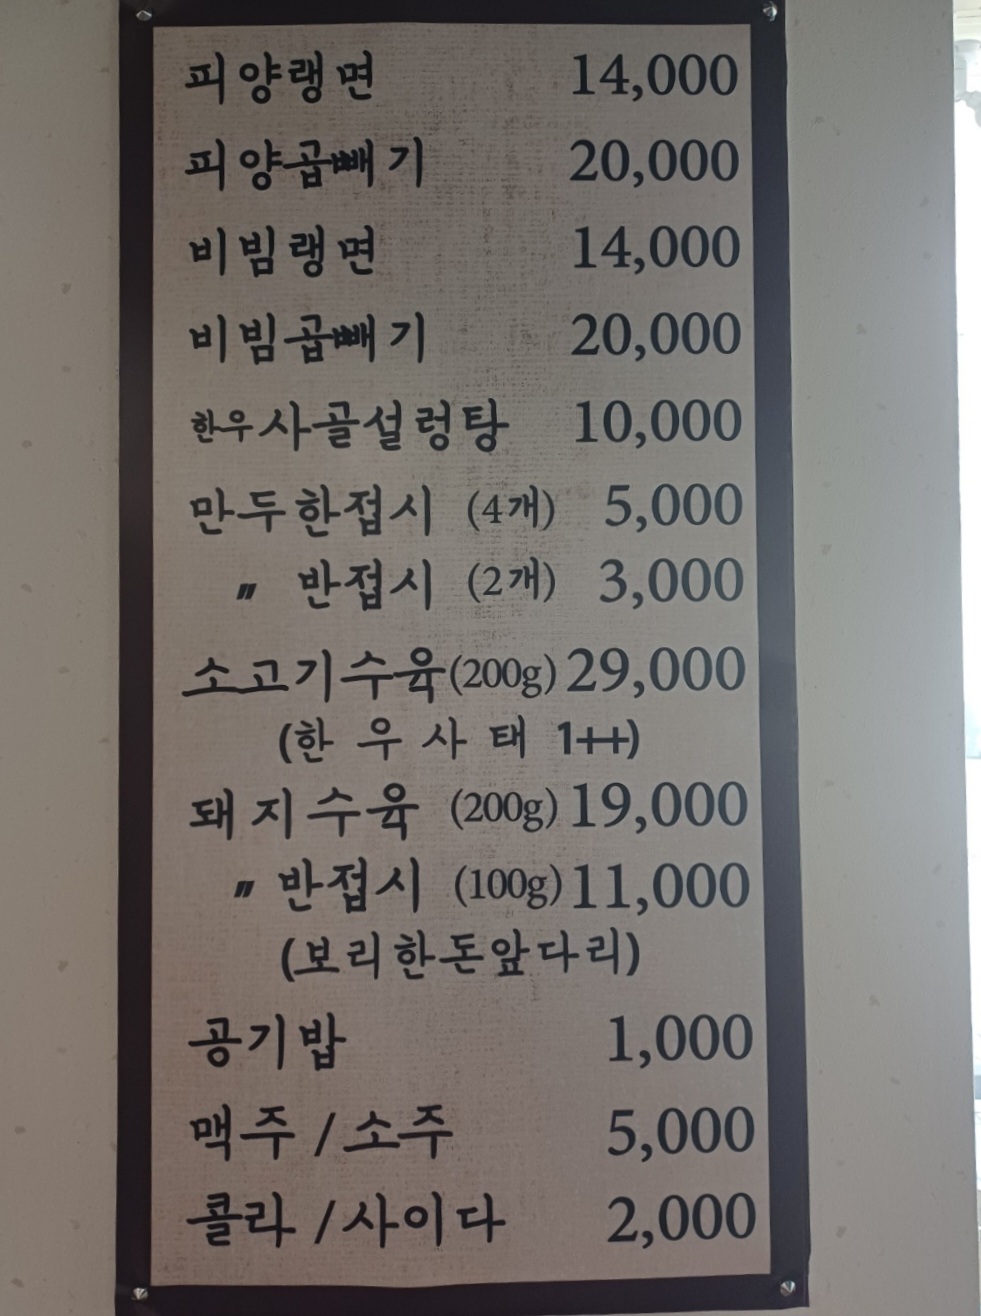 피양랭면 14,000
피양곱빼기 20,000
비빔랭면 14,000
비빔곱빼기 20,000
한우사골설렁탕 10,000
만두한접시 (4개) 5,000
〃 반접시 (2개) 3,000
소고기수육(200g) 29,000
(한우사태 1++)
돼지수육 (200g) 19,000
〃 반접시 (100g) 11,000
(보리한돈앞다리)
공기밥 1,000
맥주 / 소주 5,000
콜라 / 사이다 2,000